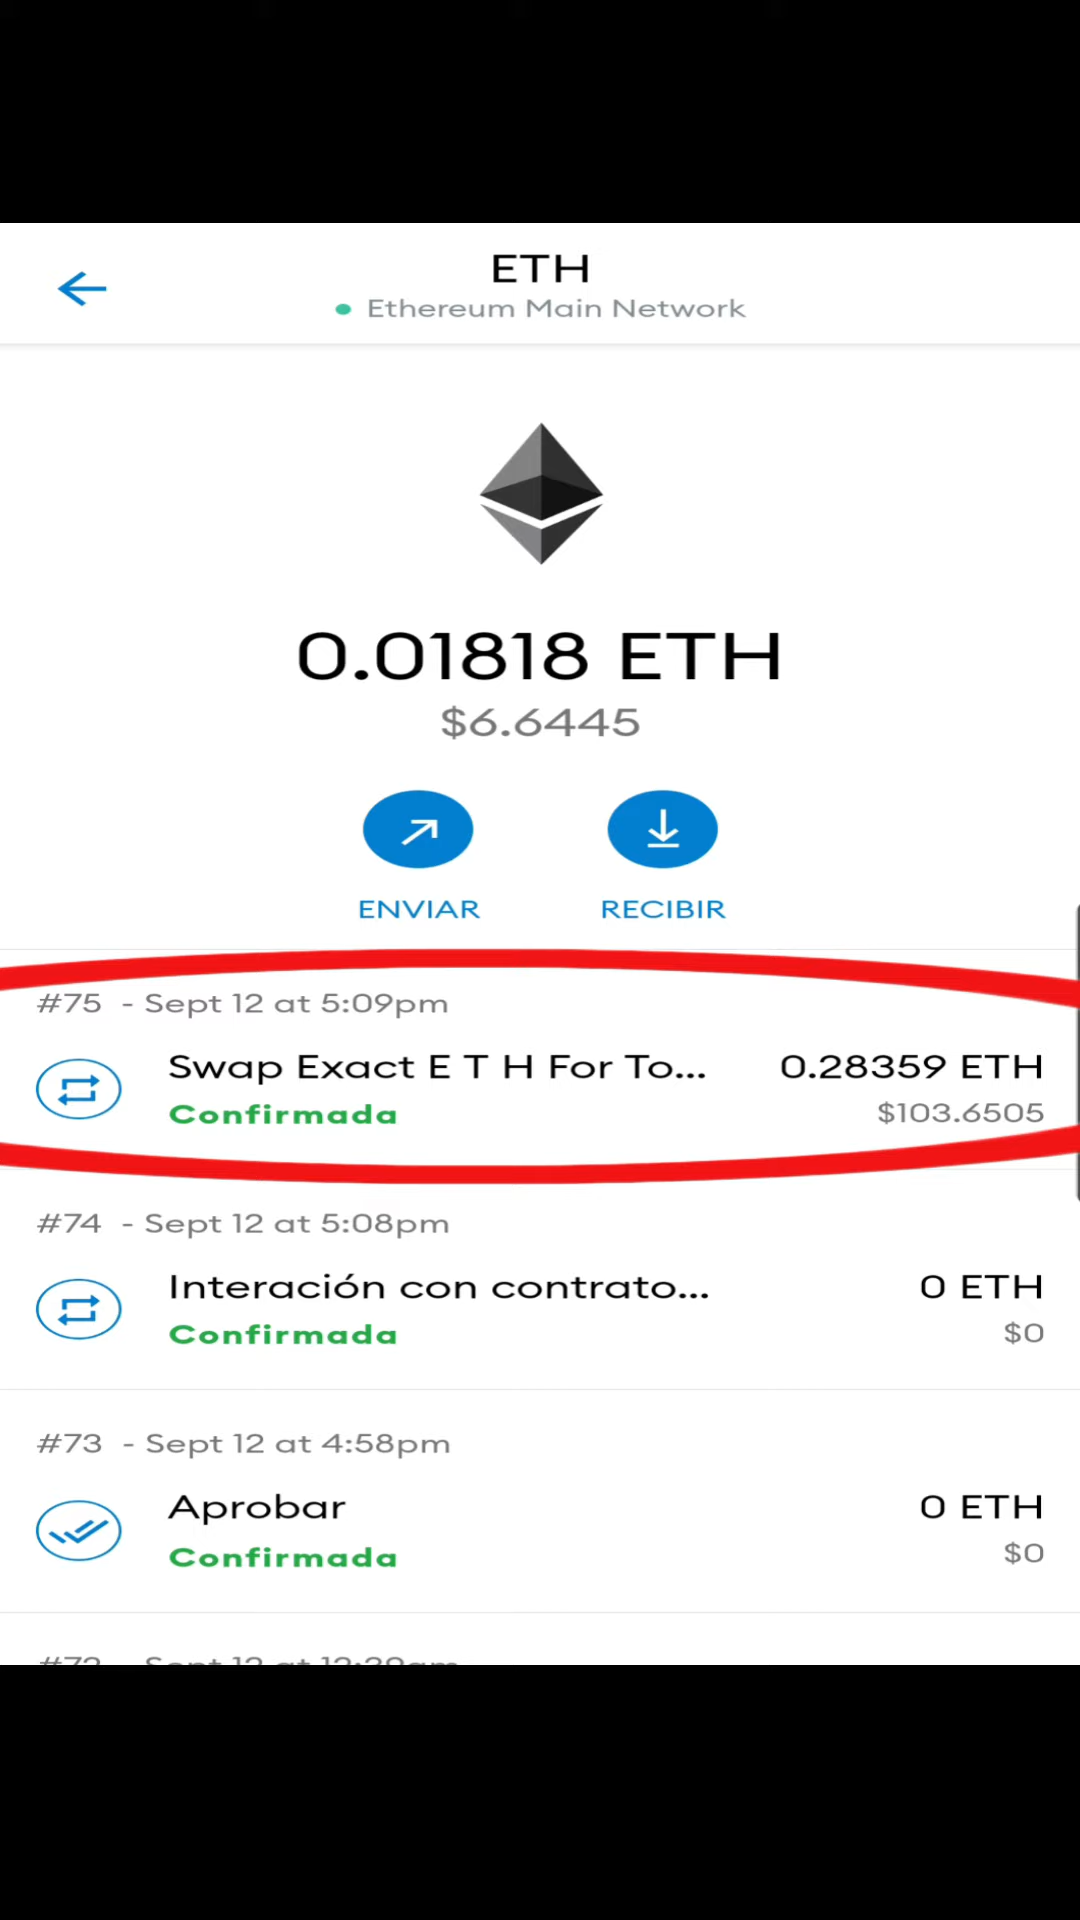 ETH
Ethereum Main Network
0.01818 ETH
$6.6445
ENVIAR
RECIBIR
#75 - Sept 12 at 5:09pm
Swap Exact E T H For To...
0.28359 ETH
Confirmada
$103.6505
#74 - Sept 12 at 5:08pm
Interación con contrato...
0 ETH
Confirmada
$0
#73 - Sept 12 at 4:58pm
Aprobar
0 ETH
Confirmada
$0